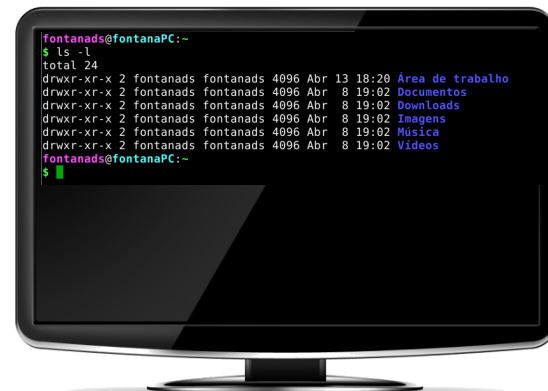 fontanads@fontanaPC:~
$ ls -l
total 24
drwxr-xr-x 2 fontanads fontanads 4096 Abr 13 18:20 Área de trabalho
drwxr-xr-x 2 fontanads fontanads 4096 Abr  8 19:02 Documentos
drwxr-xr-x 2 fontanads fontanads 4096 Abr  8 19:02 Downloads
drwxr-xr-x 2 fontanads fontanads 4096 Abr  8 19:02 Imagens
drwxr-xr-x 2 fontanads fontanads 4096 Abr  8 19:02 Música
drwxr-xr-x 2 fontanads fontanads 4096 Abr  8 19:02 Vídeos
fontanads@fontanaPC:~
$